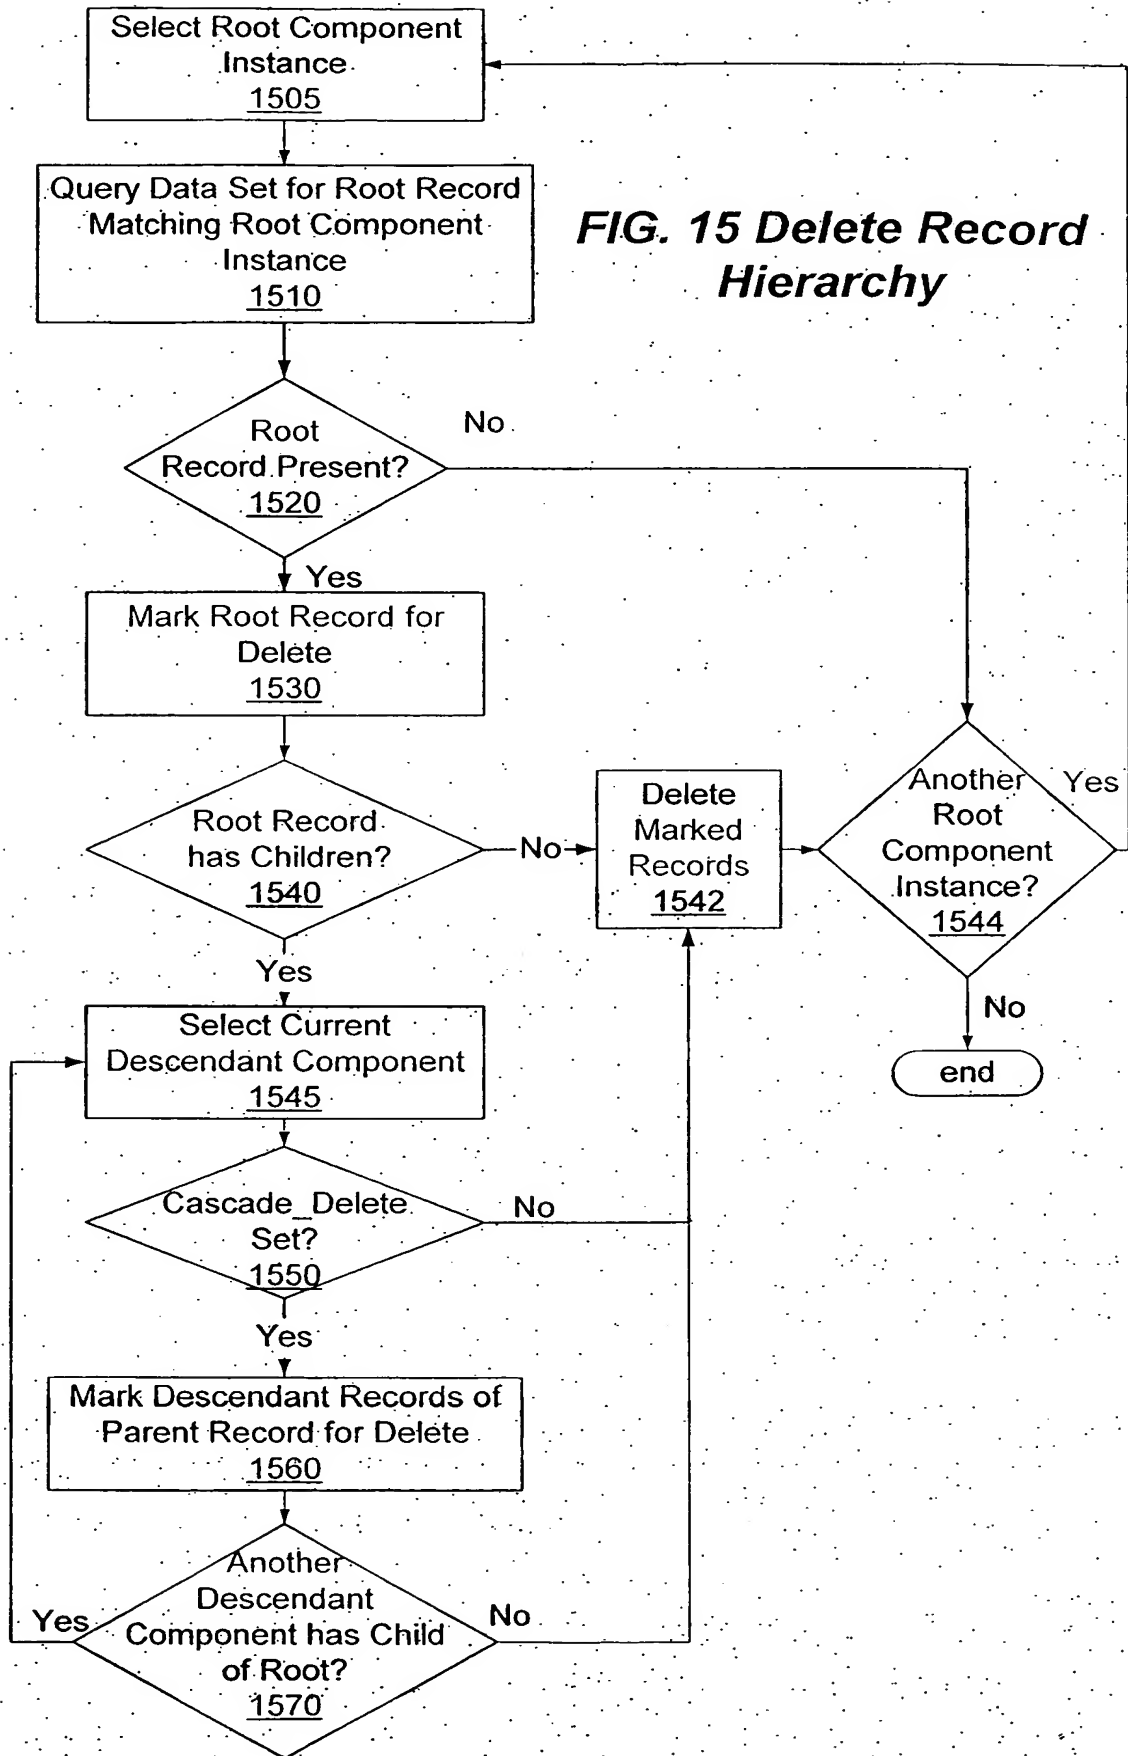 Select Root Component
Instance
1505
Query Data Set for Root Record
Matching Root Component
Instance
1510
FIG. 15 Delete Record
Hierarchy
Root
Record Present?
1520
No
Yes
Mark Root Record for
Delete
1530
Root Record
has Children?
1540
No
Delete
Marked
Records
1542
Another
Root
Component
Instance?
1544
Yes
No
end
Yes
Select Current
Descendant Component
1545
Cascade_Delete
Set?
1550
No
Yes
Mark Descendant Records of
Parent Record for Delete
1560
Another
Descendant
Component has Child
of Root?
1570
Yes
No